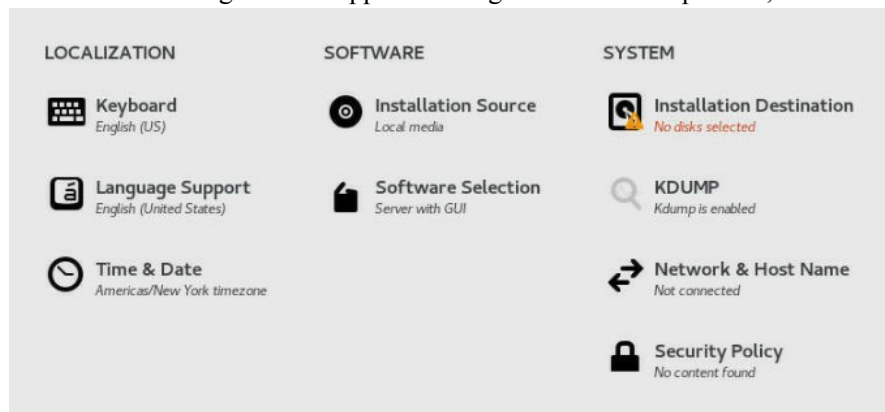 LOCALIZATION
SOFTWARE
SYSTEM
Keyboard
English (US)
Installation Source
Local media
Installation Destination
No disks selected
Language Support
English (United States)
Software Selection
Server with GUI
KDUMP
Kdump is enabled
Time & Date
Americas/New York timezone
Network & Host Name
Not connected
Security Policy
No content found